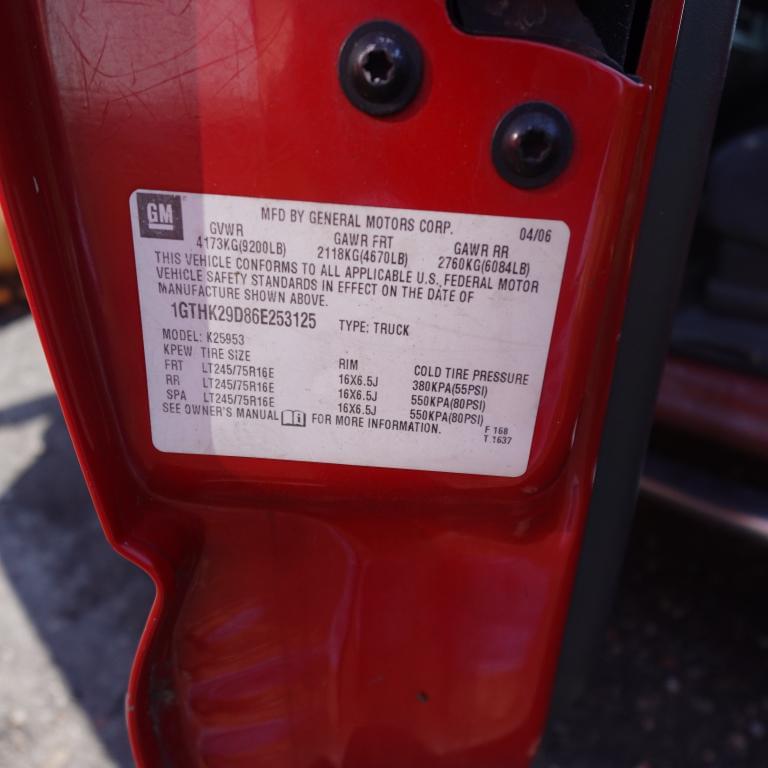 GM MFD BY GENERAL MOTORS CORP. 04/06
GVWR GAWR FRT GAWR RR
4173KG(9200LB) 2118KG(4670LB) 2760KG(6084LB)
THIS VEHICLE CONFORMS TO ALL APPLICABLE U.S. FEDERAL MOTOR
VEHICLE SAFETY STANDARDS IN EFFECT ON THE DATE OF
MANUFACTURE SHOWN ABOVE.
1GTHK29D86E253125 TYPE: TRUCK
MODEL: K25953
KPEW TIRE SIZE RIM COLD TIRE PRESSURE
FRT LT245/75R16E 16X6.5J 380KPA(55PSI)
RR LT245/75R16E 16X6.5J 550KPA(80PSI)
SPA LT245/75R16E 16X6.5J 550KPA(80PSI)
SEE OWNER'S MANUAL FOR MORE INFORMATION.
F 168
T 1637